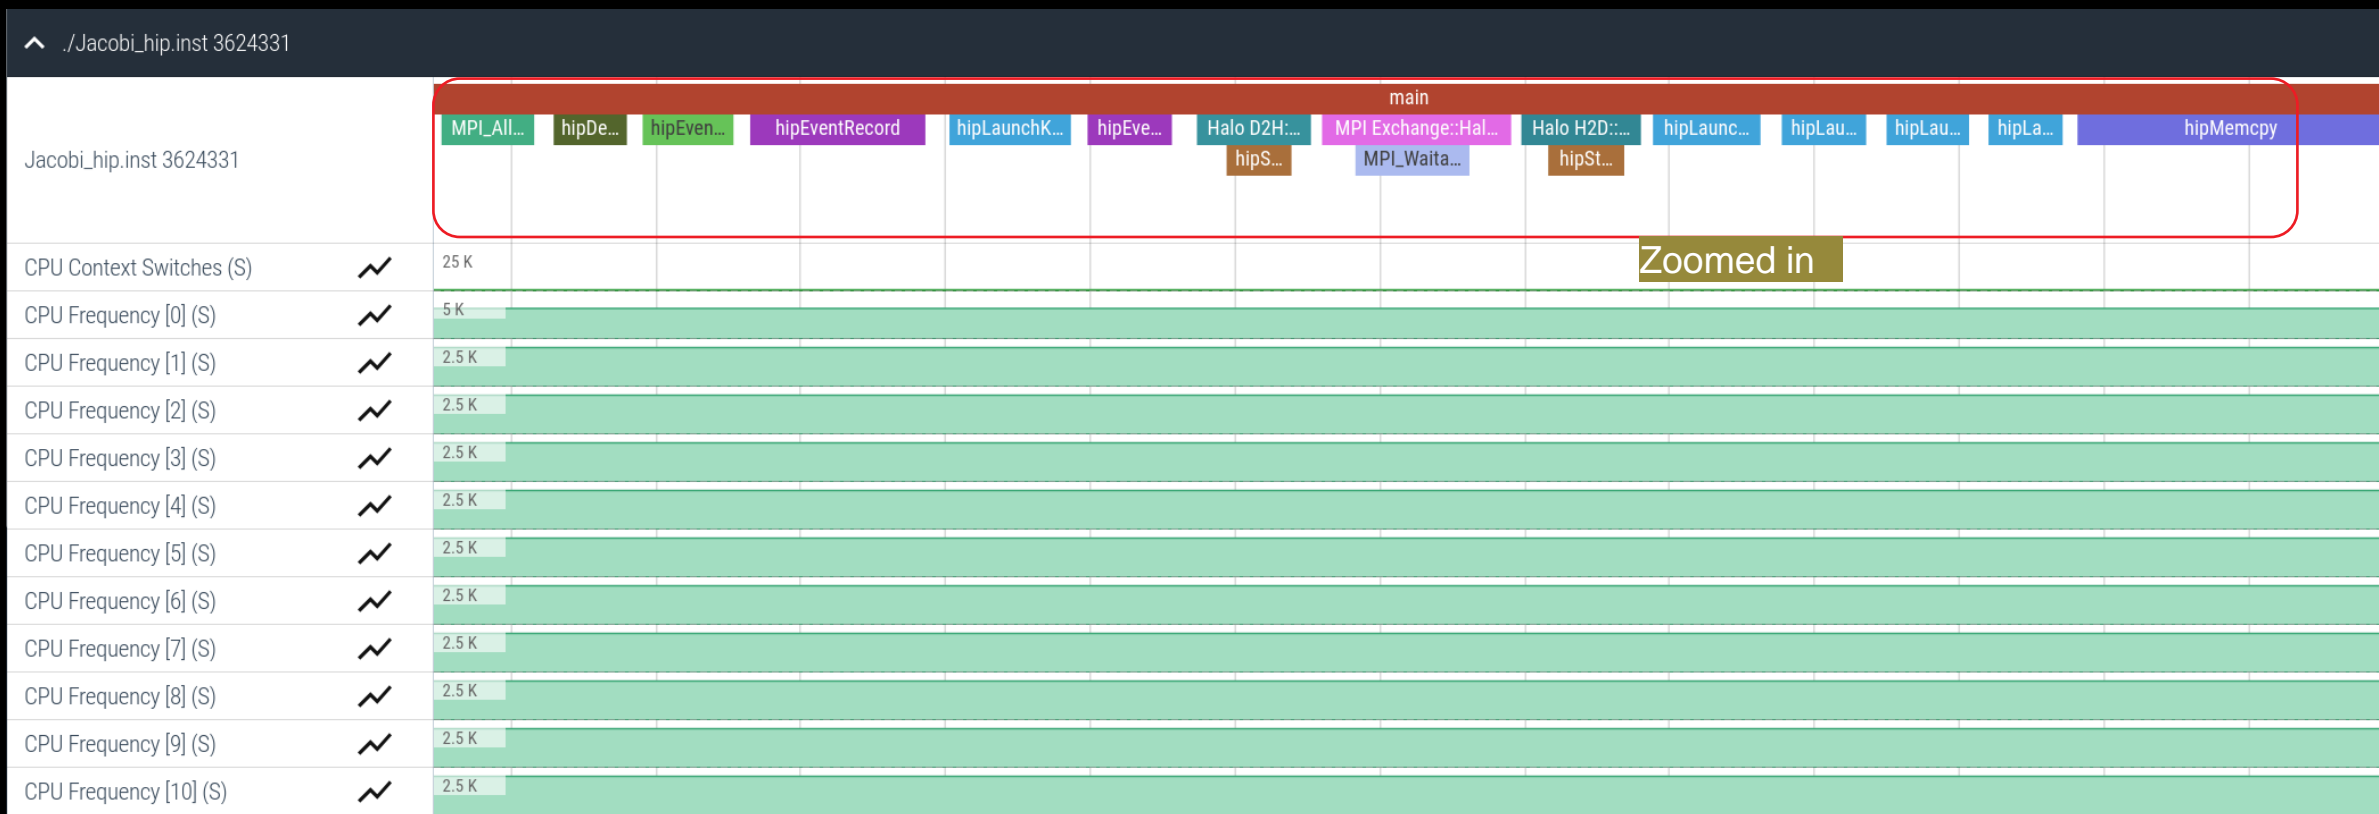 ./Jacobi_hip.inst 3624331
main
MPI_All... hipDe... hipEven... hipEventRecord hipLaunchK... hipEve... Halo D2H:... MPI Exchange::Hal... Halo H2D::... hipLaunc... hipLau... hipLau... hipLa... hipMemcpy
Jacobi_hip.inst 3624331
hipS... MPI_Waita... hipSt...
Zoomed in
CPU Context Switches (S) 25 K
CPU Frequency [0] (S) 5 K
CPU Frequency [1] (S) 2.5 K
CPU Frequency [2] (S) 2.5 K
CPU Frequency [3] (S) 2.5 K
CPU Frequency [4] (S) 2.5 K
CPU Frequency [5] (S) 2.5 K
CPU Frequency [6] (S) 2.5 K
CPU Frequency [7] (S) 2.5 K
CPU Frequency [8] (S) 2.5 K
CPU Frequency [9] (S) 2.5 K
CPU Frequency [10] (S) 2.5 K